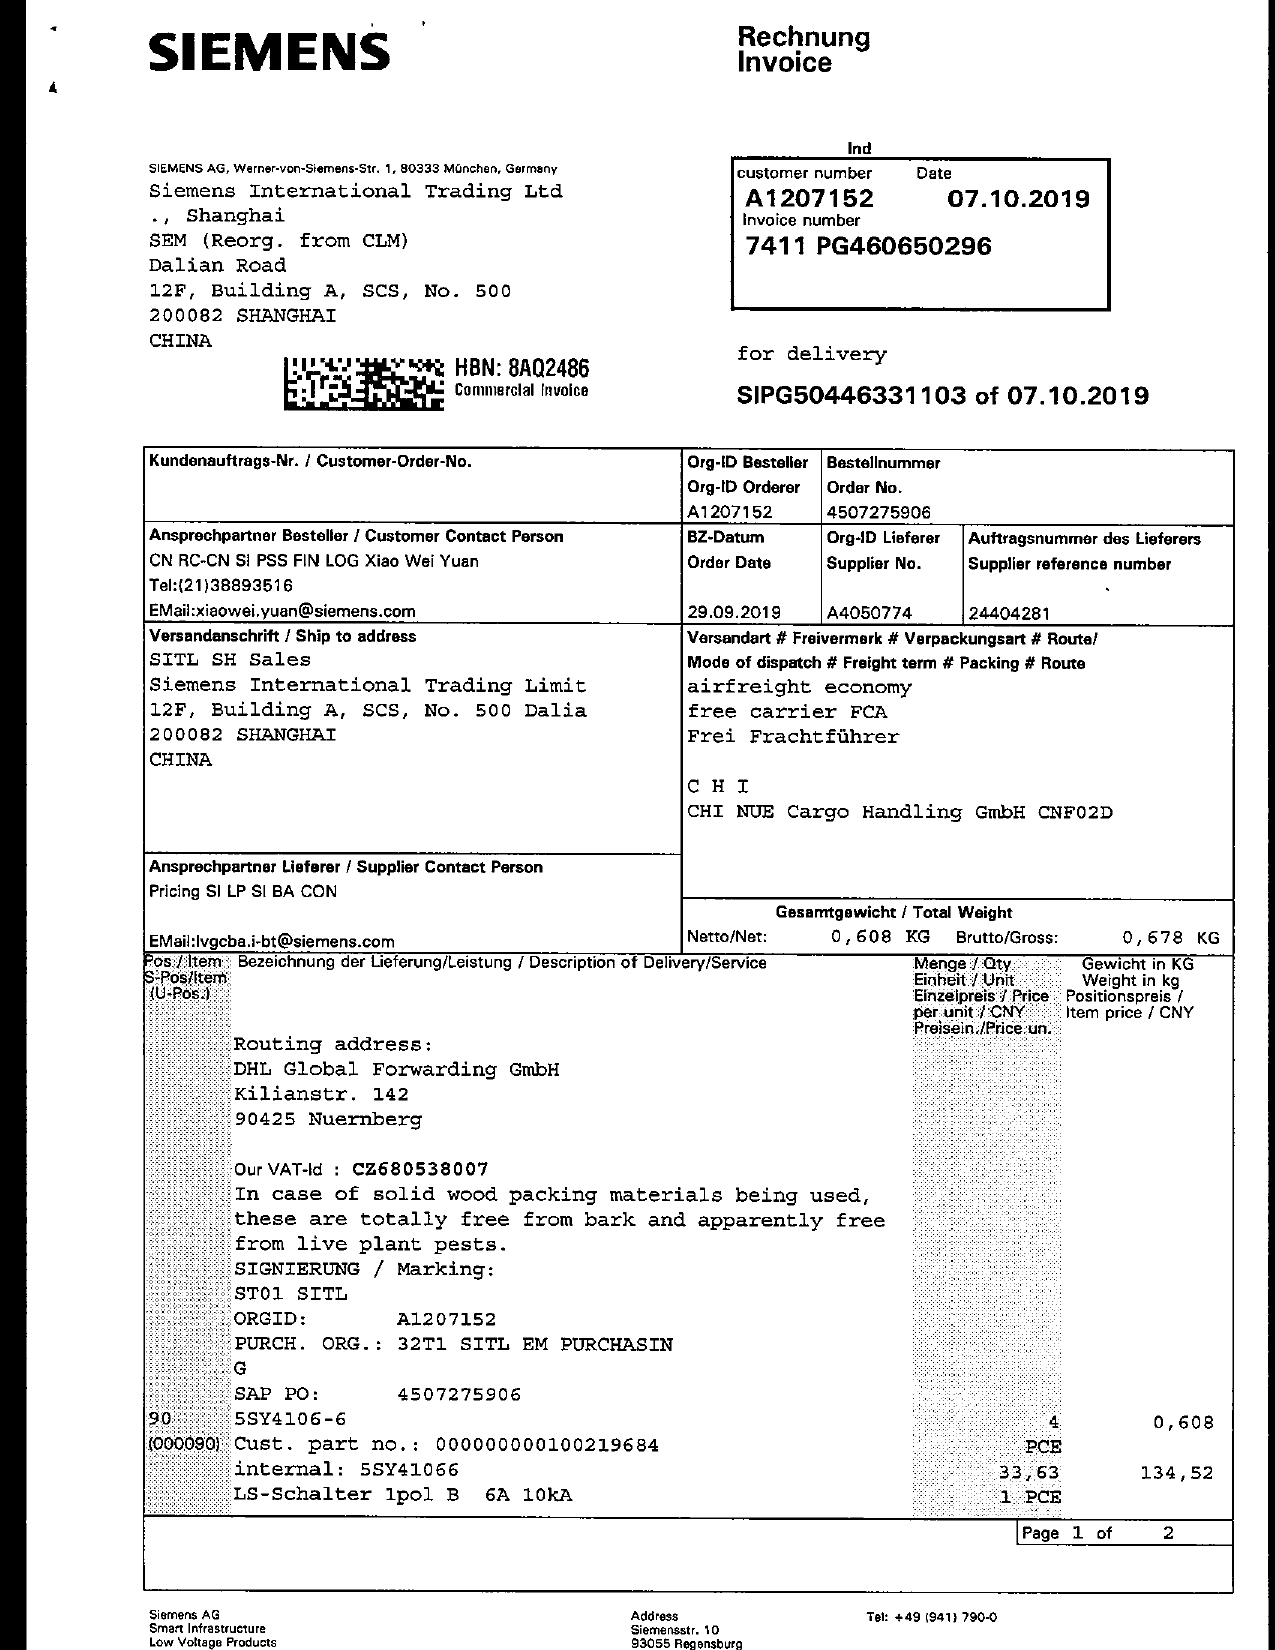 SIEMENS
Rechnung
Invoice
Ind
SIEMENS AG, Werner-von-Siemens-Str. 1, 80333 München, Germany
Siemens International Trading Ltd
., Shanghai
SEM (Reorg. from CLM)
Dalian Road
12F, Building A, SCS, No. 500
200082 SHANGHAI
CHINA
customer number Date
A1207152 07.10.2019
Invoice number
7411 PG460650296
HBN: 8AQ2486
Commercial Invoice
for delivery
SIPG50446331103 of 07.10.2019
Kundenauftrags-Nr. / Customer-Order-No.
Org-ID Besteller
Org-ID Orderer
A1207152
Bestellnummer
Order No.
4507275906
Ansprechpartner Besteller / Customer Contact Person
CN RC-CN SI PSS FIN LOG Xiao Wei Yuan
Tel:(21)38893516
EMail:xiaowei.yuan@siemens.com
BZ-Datum
Order Date
29.09.2019
Org-ID Lieferer
Supplier No.
A4050774
Auftragsnummer des Lieferers
Supplier reference number
24404281
Versandanschrift / Ship to address
SITL SH Sales
Siemens International Trading Limit
12F, Building A, SCS, No. 500 Dalia
200082 SHANGHAI
CHINA
Versandart # Freivermerk # Verpackungsart # Route/
Mode of dispatch # Freight term # Packing # Route
airfreight economy
free carrier FCA
Frei Frachtführer
C H I
CHI NUE Cargo Handling GmbH CNF02D
Ansprechpartner Lieferer / Supplier Contact Person
Pricing SI LP SI BA CON
EMail:lvgcba.i-bt@siemens.com
Gesamtgewicht / Total Weight
Netto/Net: 0,608 KG Brutto/Gross: 0,678 KG
Pos./Item
S-Pos/Item
(U-Pos.)
Bezeichnung der Lieferung/Leistung / Description of Delivery/Service
Menge / Qty
Einheit / Unit
Einzelpreis / Price
per unit / CNY
Preisein./Price un.
Gewicht in KG
Weight in kg
Positionspreis /
Item price / CNY
Routing address:
DHL Global Forwarding GmbH
Kilianstr. 142
90425 Nuernberg
Our VAT-Id : CZ680538007
In case of solid wood packing materials being used,
these are totally free from bark and apparently free
from live plant pests.
SIGNIERUNG / Marking:
ST01 SITL
ORGID: A1207152
PURCH. ORG.: 32T1 SITL EM PURCHASIN
G
SAP PO: 4507275906
90 5SY4106-6 4 0,608
(000090) Cust. part no.: 000000000100219684 PCE
internal: 5SY41066 33,63 134,52
LS-Schalter 1pol B 6A 10kA 1 PCE
Page 1 of 2
Siemens AG
Smart Infrastructure
Low Voltage Products
Address
Siemensstr. 10
93055 Regensburg
Tel: +49 (941) 790-0